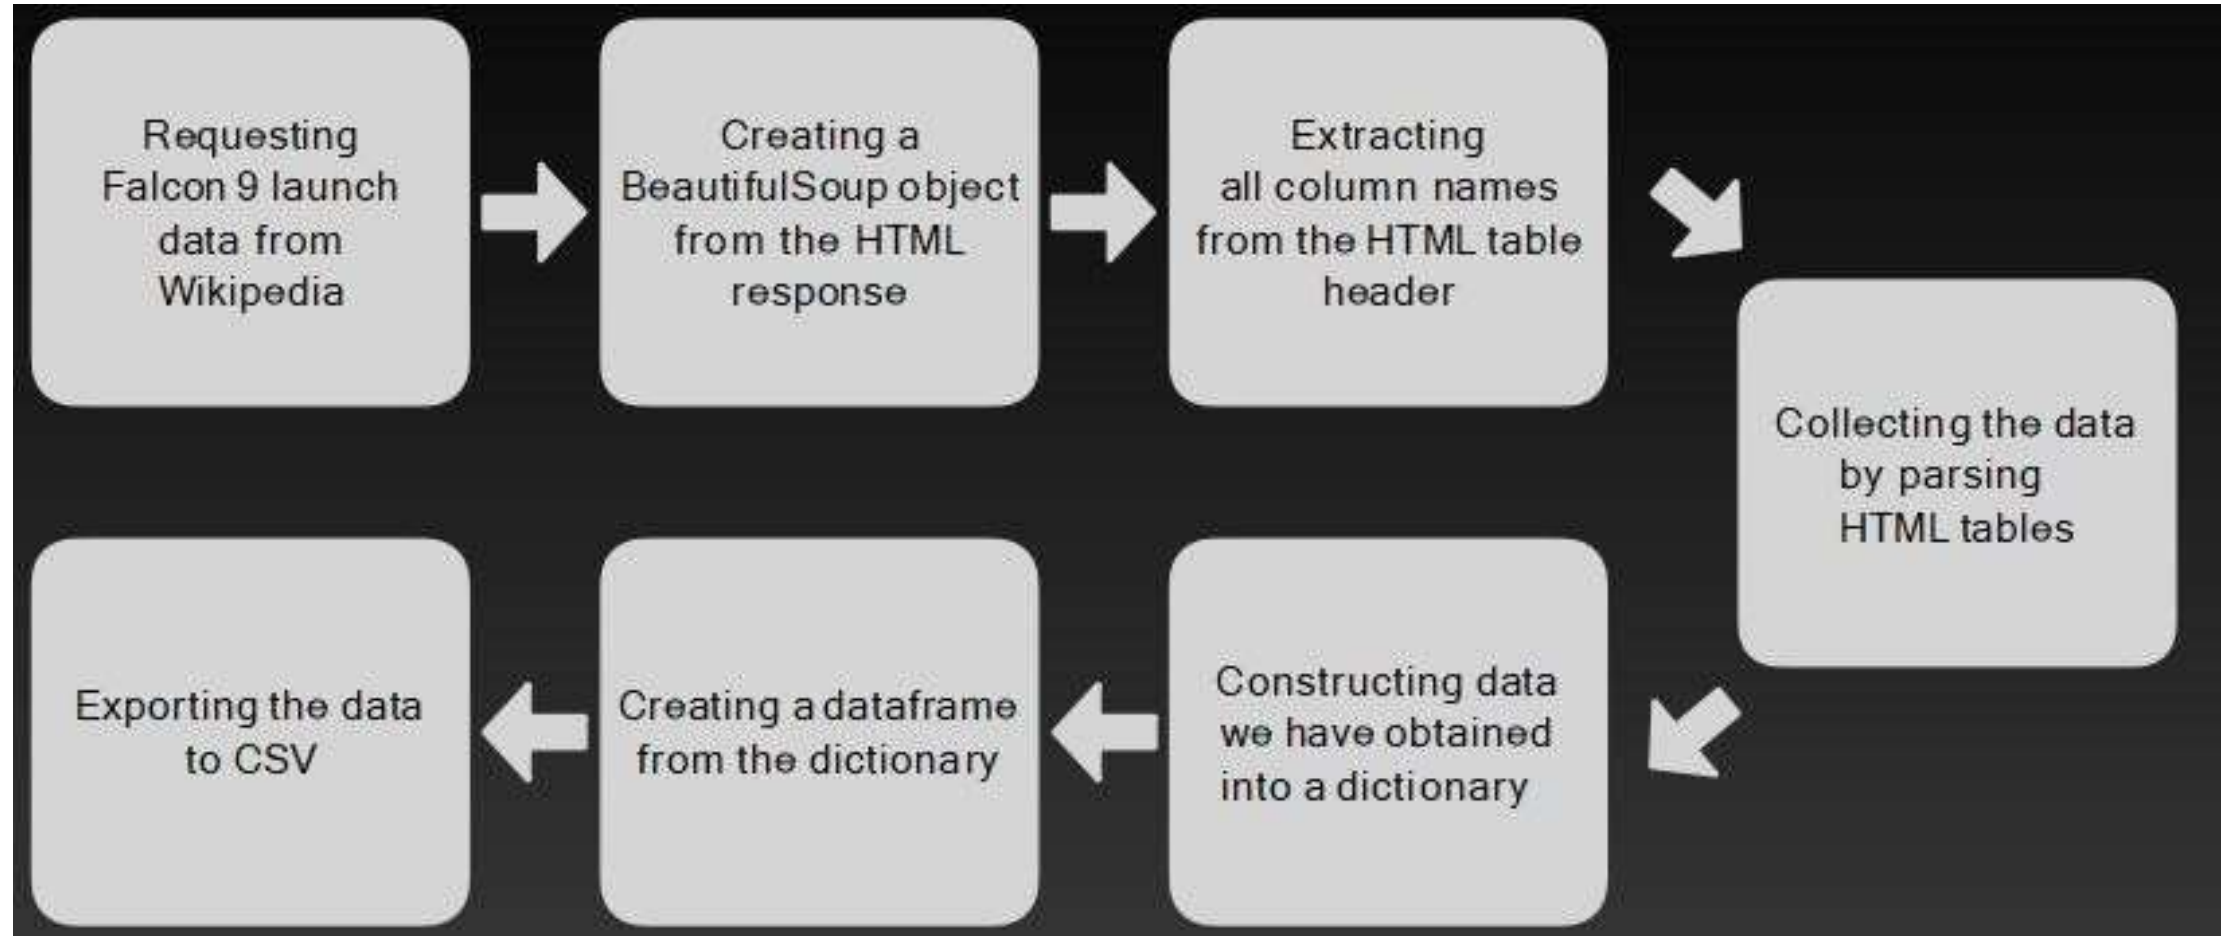 Requesting
Falcon 9 launch
data from
Wikipedia
Creating a
BeautifulSoup object
from the HTML
response
Extracting
all column names
from the HTML table
header
Collecting the data
by parsing
HTML tables
Constructing data
we have obtained
into a dictionary
Creating a dataframe
from the dictionary
Exporting the data
to CSV